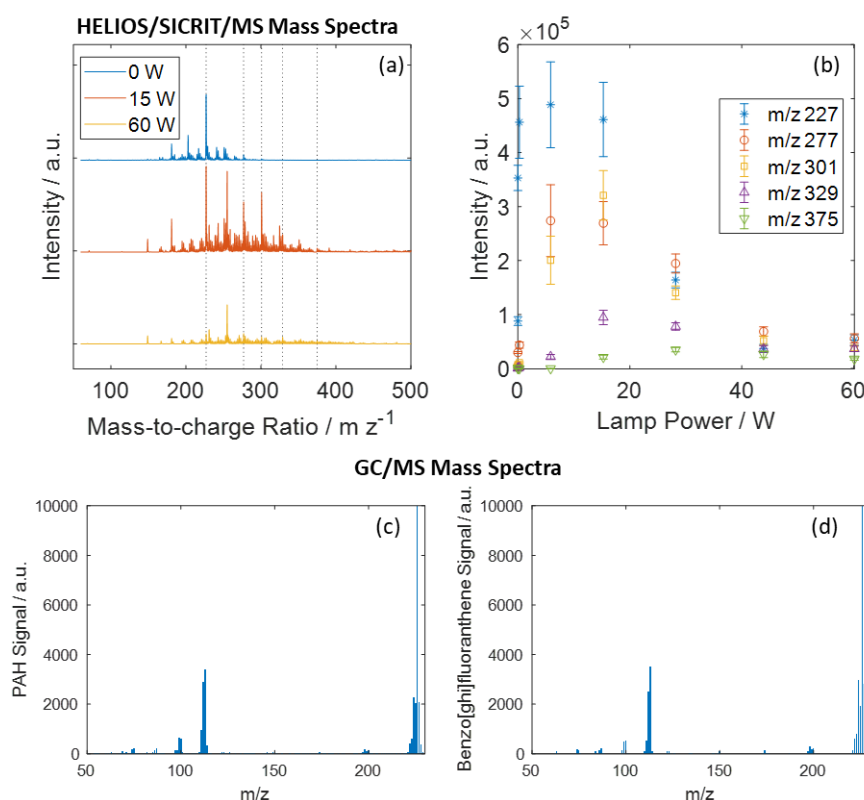 HELIOS/SICRIT/MS Mass Spectra
(a)
0 W
15 W
60 W
Intensity / a.u.
100
200
300
400
500
Mass-to-charge Ratio / m z⁻¹
×10⁵
(b)
6
5
4
3
2
1
0
m/z 227
m/z 277
m/z 301
m/z 329
m/z 375
Intensity / a.u.
0
20
40
60
Lamp Power / W
GC/MS Mass Spectra
(c)
10000
8000
6000
4000
2000
0
PAH Signal / a.u.
50
100
150
200
m/z
(d)
10000
8000
6000
4000
2000
0
Benzo[ghi]fluoranthene Signal / a.u.
50
100
150
200
m/z